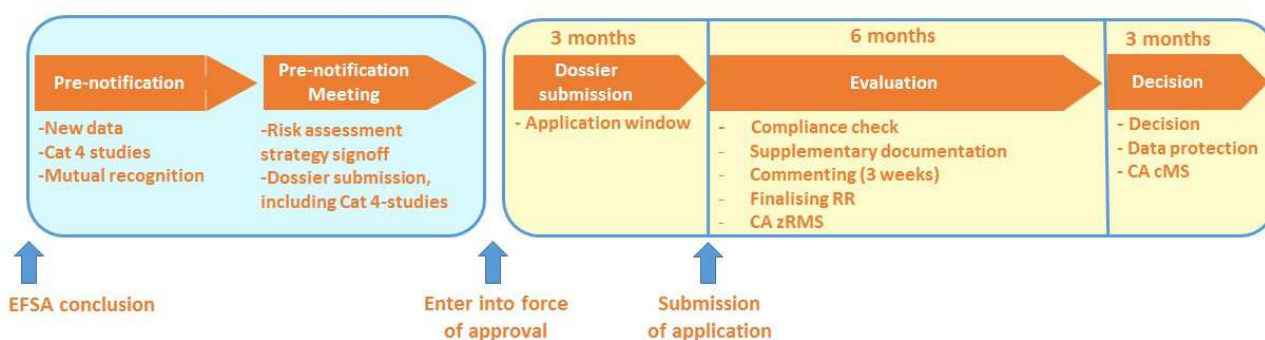 3 months
6 months
3 months
Pre-notification
Pre-notification
Meeting
Dossier
submission
Evaluation
Decision
-New data
-Cat 4 studies
-Mutual recognition
-Risk assessment
strategy signoff
-Dossier submission,
including Cat 4-studies
- Application window
- Compliance check
- Supplementary documentation
- Commenting (3 weeks)
- Finalising RR
- CA zRMS
- Decision
- Data protection
- CA cMS
EFSA conclusion
Enter into force
of approval
Submission
of application